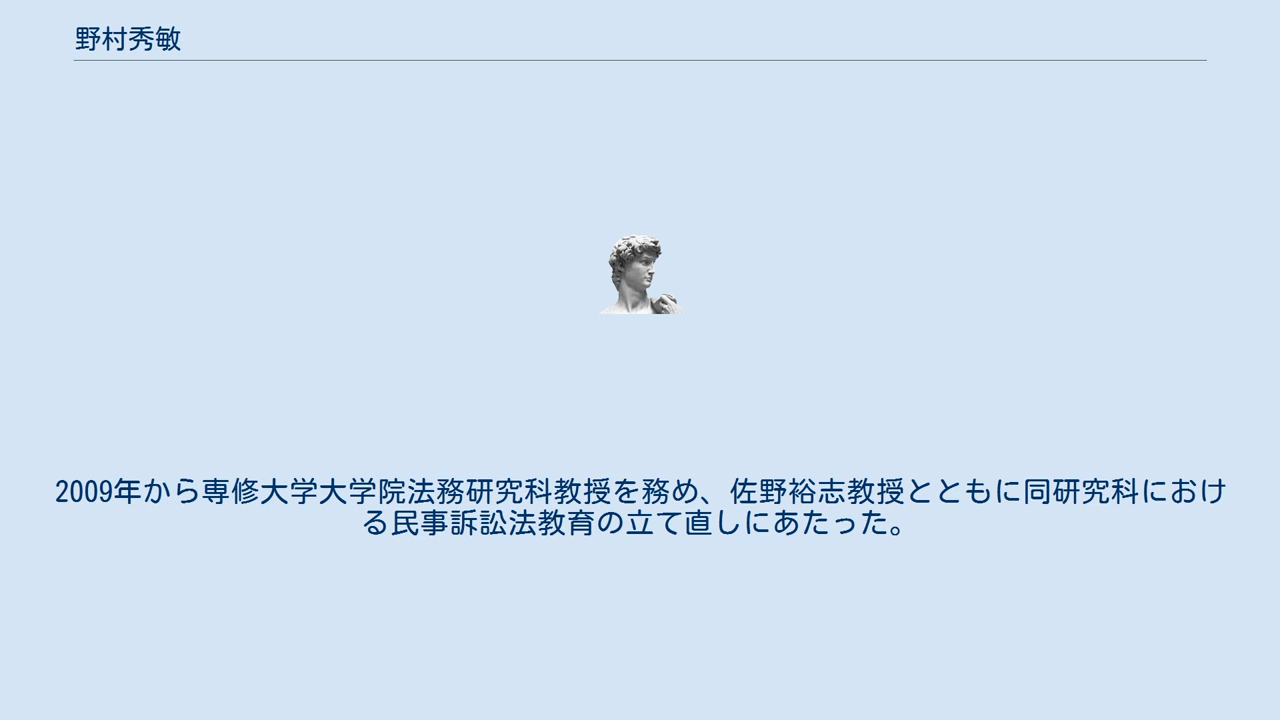 野村秀敏
2009年から専修大学大学院法務研究科教授を務め、佐野裕志教授とともに同研究科におけ
る民事訴訟法教育の立て直しにあたった。